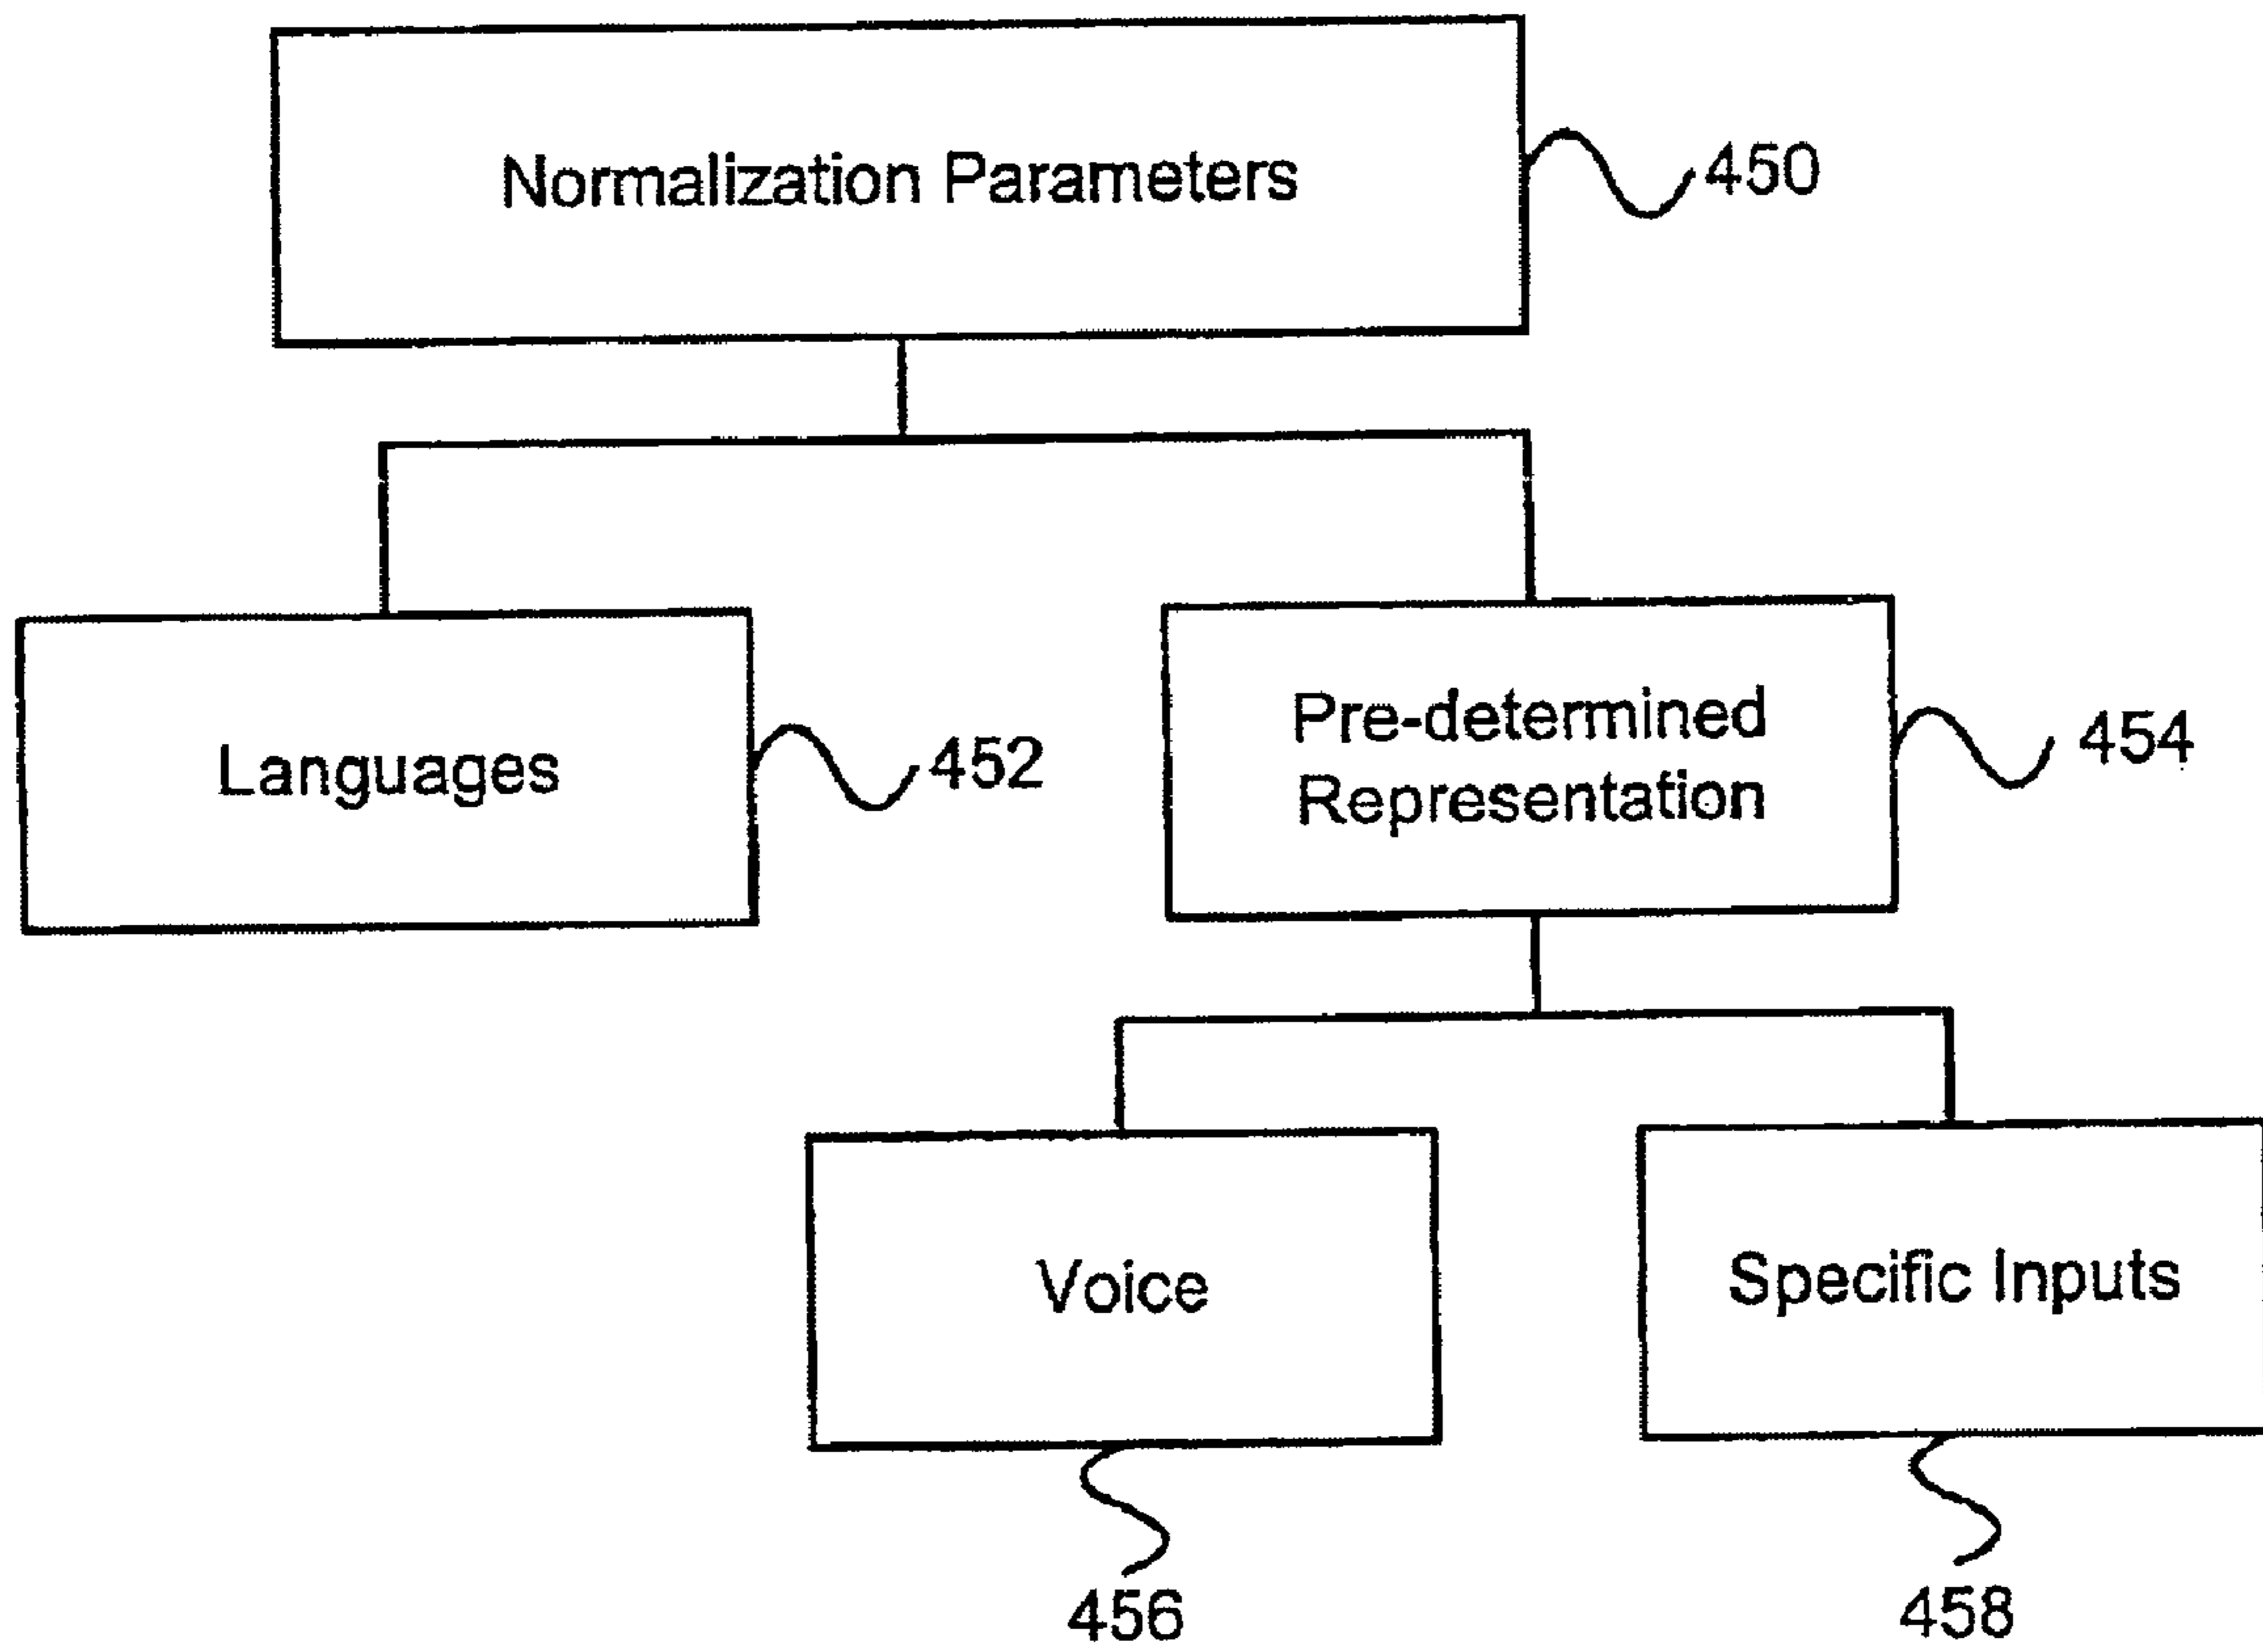 Normalization Parameters
450
Languages
452
Pre-determined
Representation
454
Voice
Specific Inputs
456
458